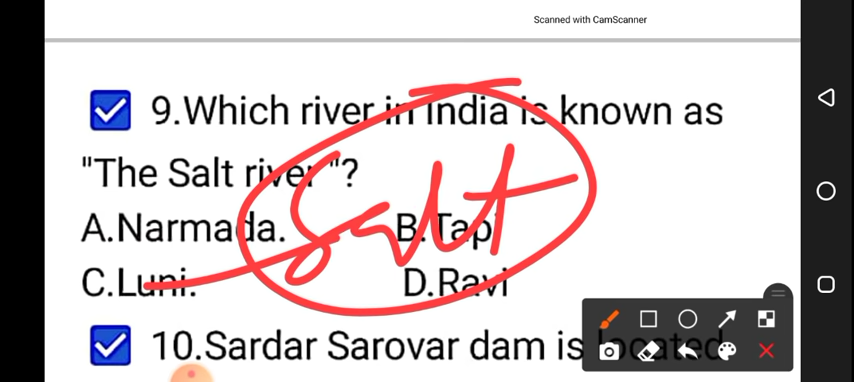 Scanned with CamScanner
9.Which river in India is known as
"The Salt river "?
Salt
A.Narmada. B.Tapi
C.Luni. D.Ravi
10.Sardar Sarovar dam is located